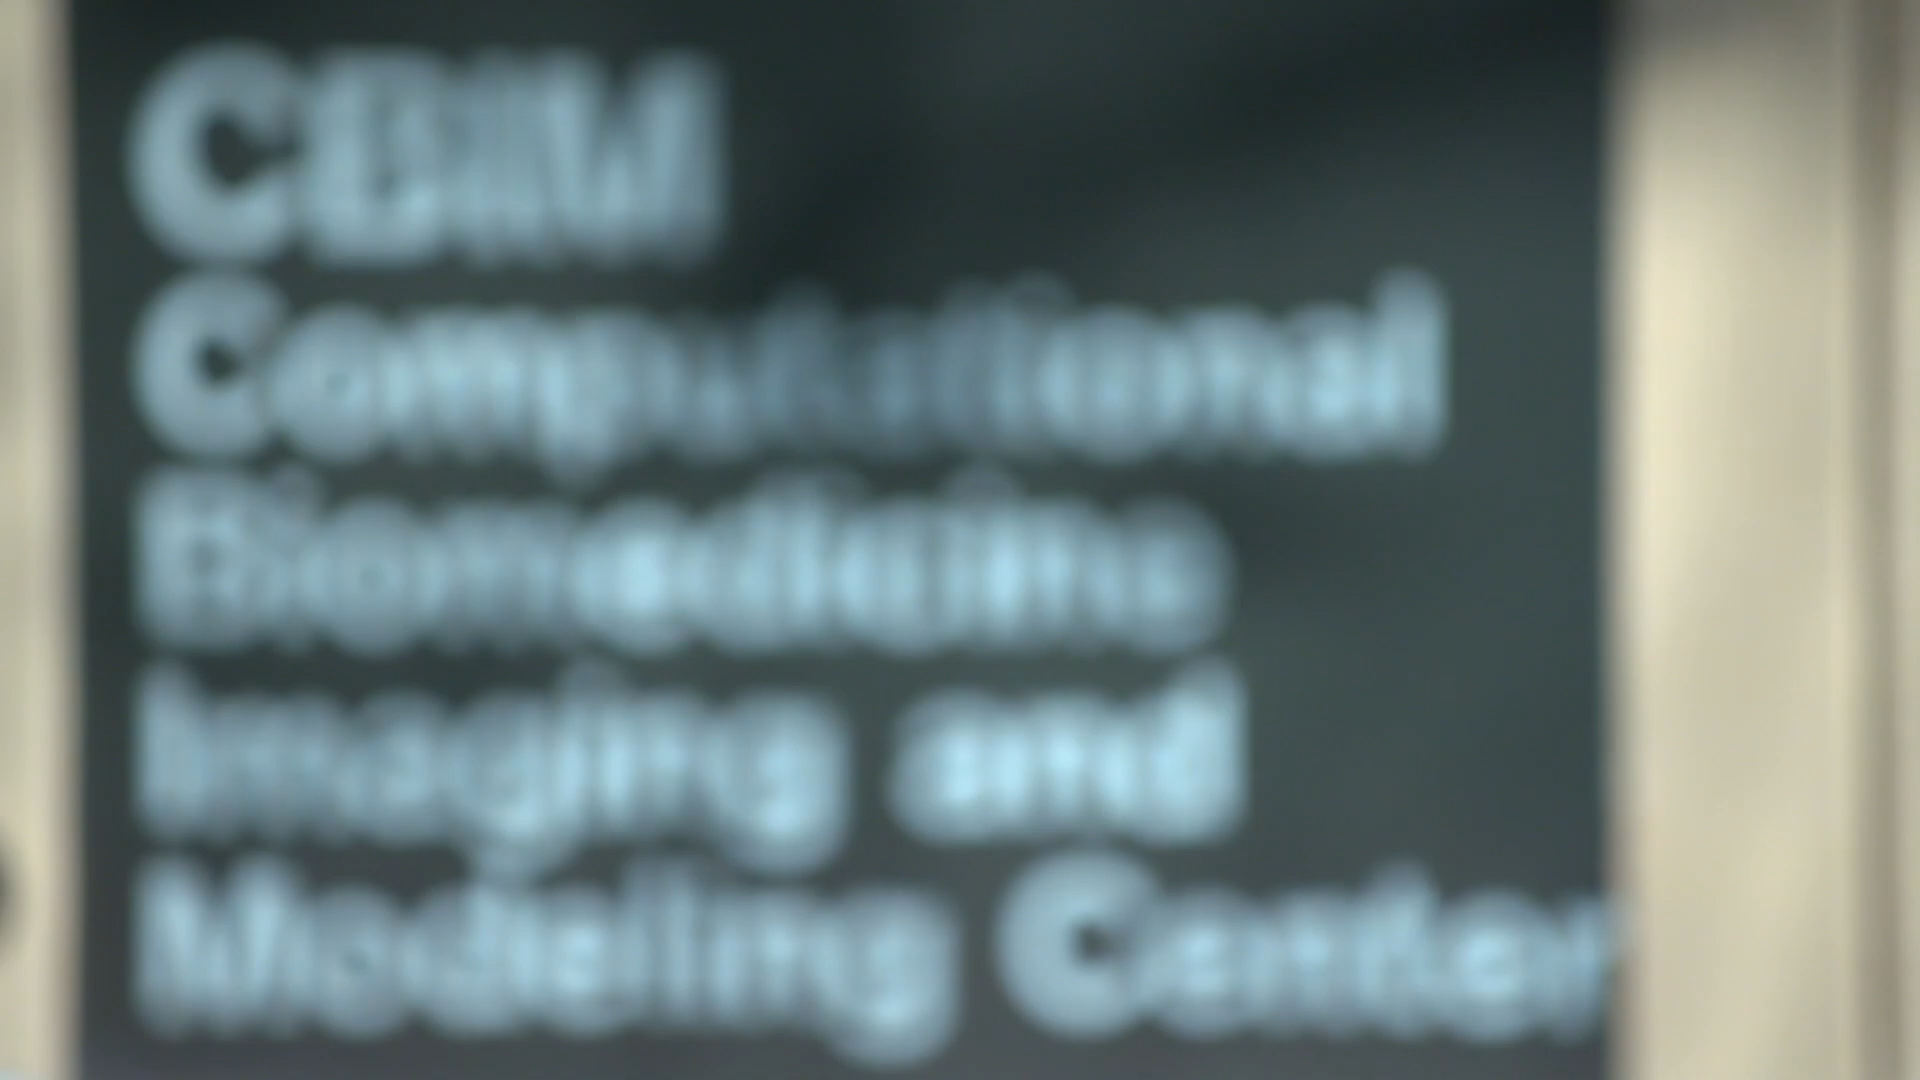 CBIM
Computational
Biomedicine
Imaging and
Modeling Center